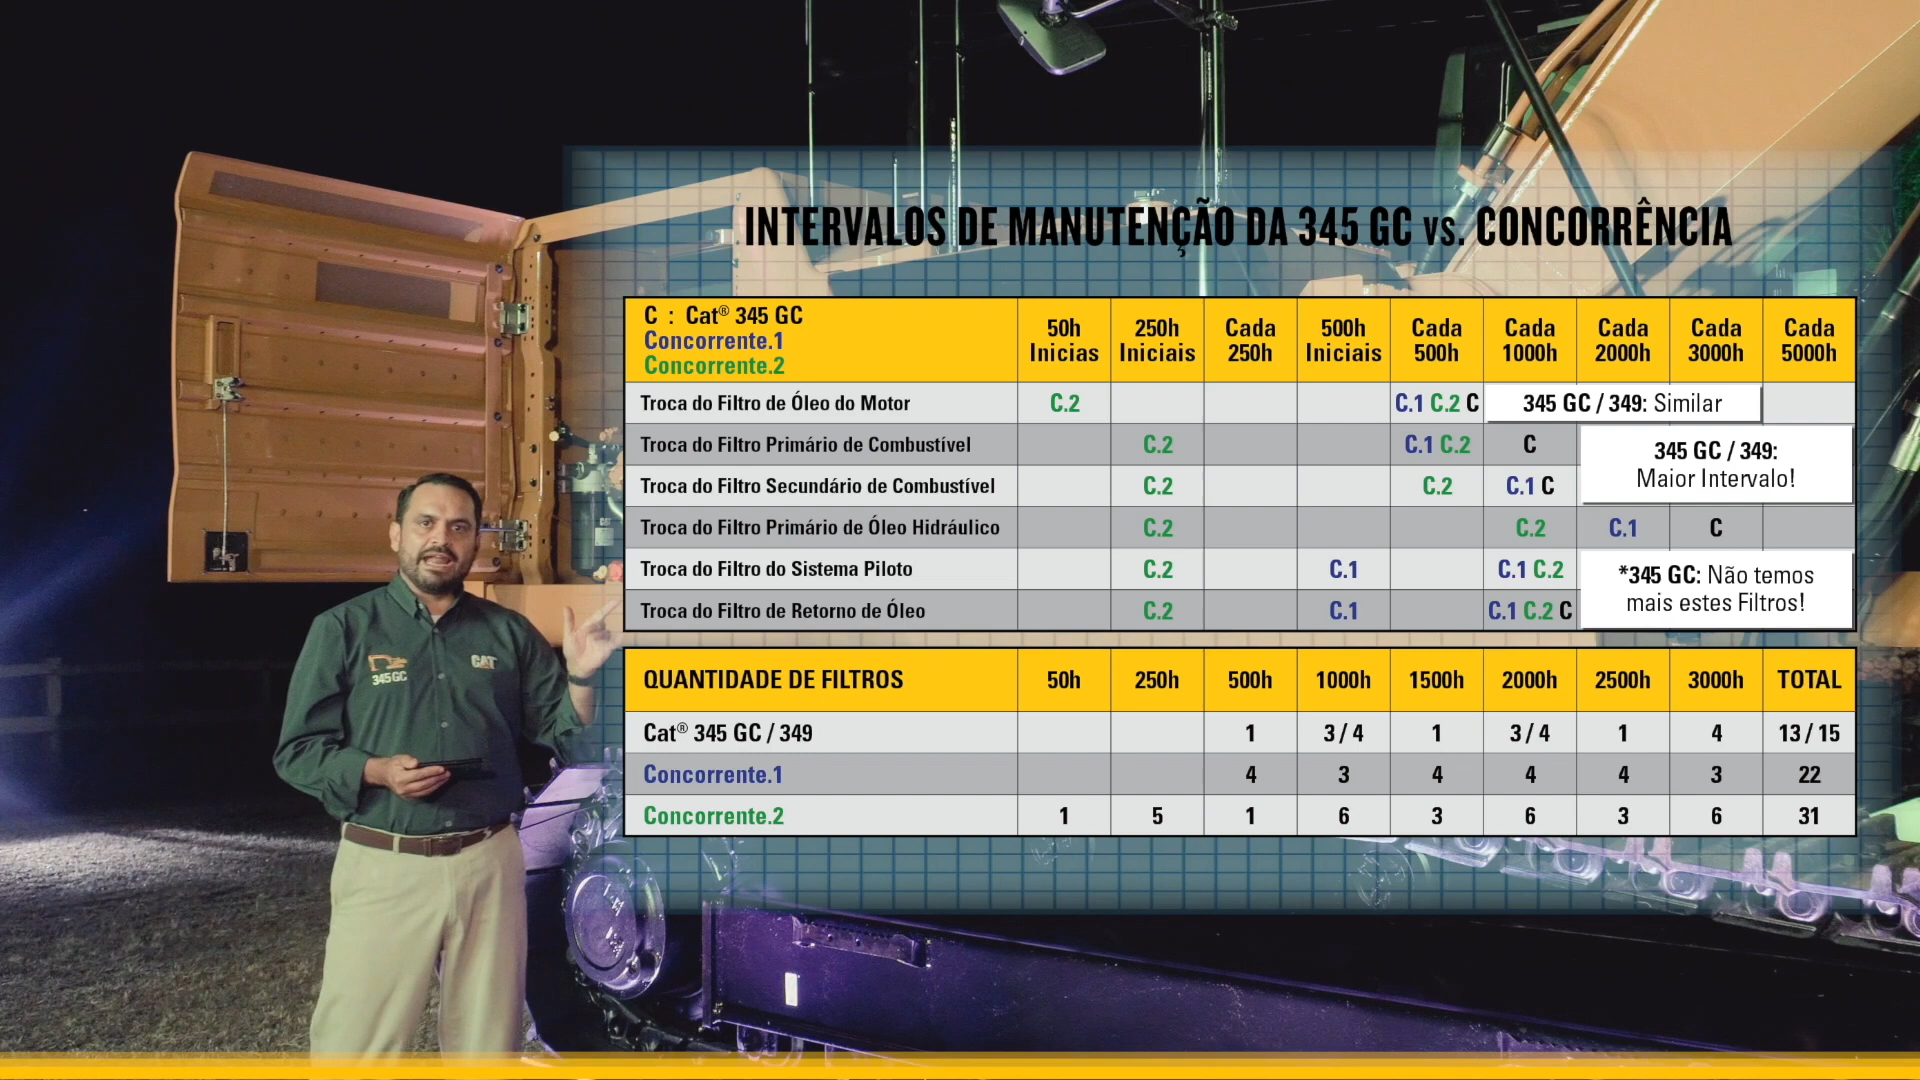 INTERVALOS DE MANUTENÇÃO DA 345 GC vs. CONCORRÊNCIA
C : Cat® 345 GC
Concorrente.1
Concorrente.2
50h Inicias
250h Iniciais
Cada 250h
500h Iniciais
Cada 500h
Cada 1000h
Cada 2000h
Cada 3000h
Cada 5000h
Troca do Filtro de Óleo do Motor C.2 C.1 C.2 C
345 GC / 349: Similar
Troca do Filtro Primário de Combustível C.2 C.1 C.2 C
345 GC / 349:
Maior Intervalo!
Troca do Filtro Secundário de Combustível C.2 C.2 C.1 C
Troca do Filtro Primário de Óleo Hidráulico C.2 C.2 C.1 C
Troca do Filtro do Sistema Piloto C.2 C.1 C.1 C.2
*345 GC: Não temos
mais estes Filtros!
Troca do Filtro de Retorno de Óleo C.2 C.1 C.1 C.2 C
QUANTIDADE DE FILTROS 50h 250h 500h 1000h 1500h 2000h 2500h 3000h TOTAL
Cat® 345 GC / 349 1 3 / 4 1 3 / 4 1 4 13 / 15
Concorrente.1 4 3 4 4 4 3 22
Concorrente.2 1 5 1 6 3 6 3 6 31
345 GC
CAT